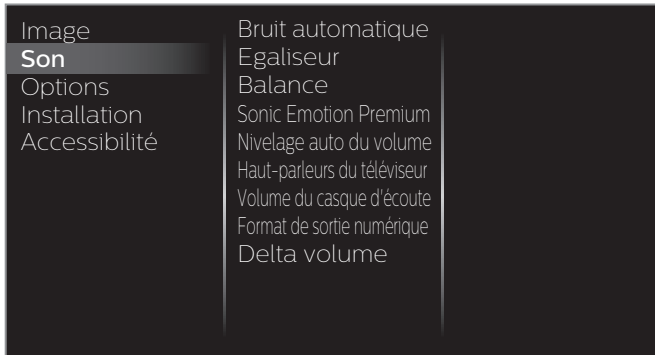 Image
Son
Options
Installation
Accessibilité
Bruit automatique
Egaliseur
Balance
Sonic Emotion Premium
Nivelage auto du volume
Haut-parleurs du téléviseur
Volume du casque d'écoute
Format de sortie numérique
Delta volume